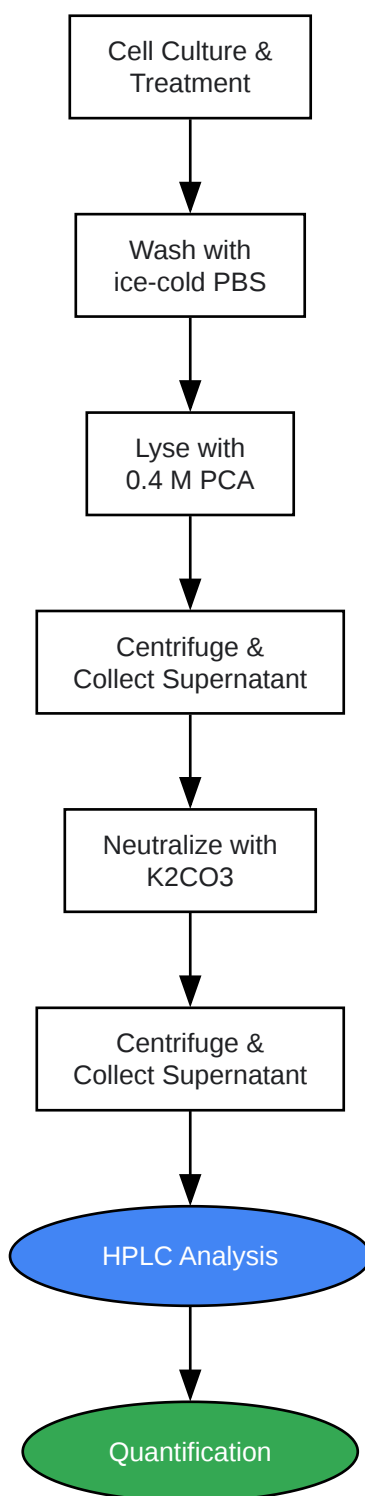 Cell Culture &
Treatment
Wash with
ice-cold PBS
Lyse with
0.4 M PCA
Centrifuge &
Collect Supernatant
Neutralize with
K2CO3
Centrifuge &
Collect Supernatant
HPLC Analysis
Quantification